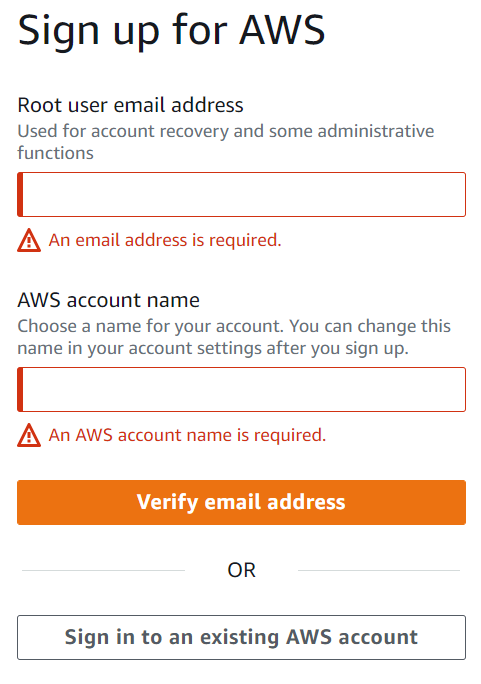 Sign up for AWS
Root user email address
Used for account recovery and some administrative
functions
An email address is required.
AWS account name
Choose a name for your account. You can change this
name in your account settings after you sign up.
An AWS account name is required.
Verify email address
OR
Sign in to an existing AWS account